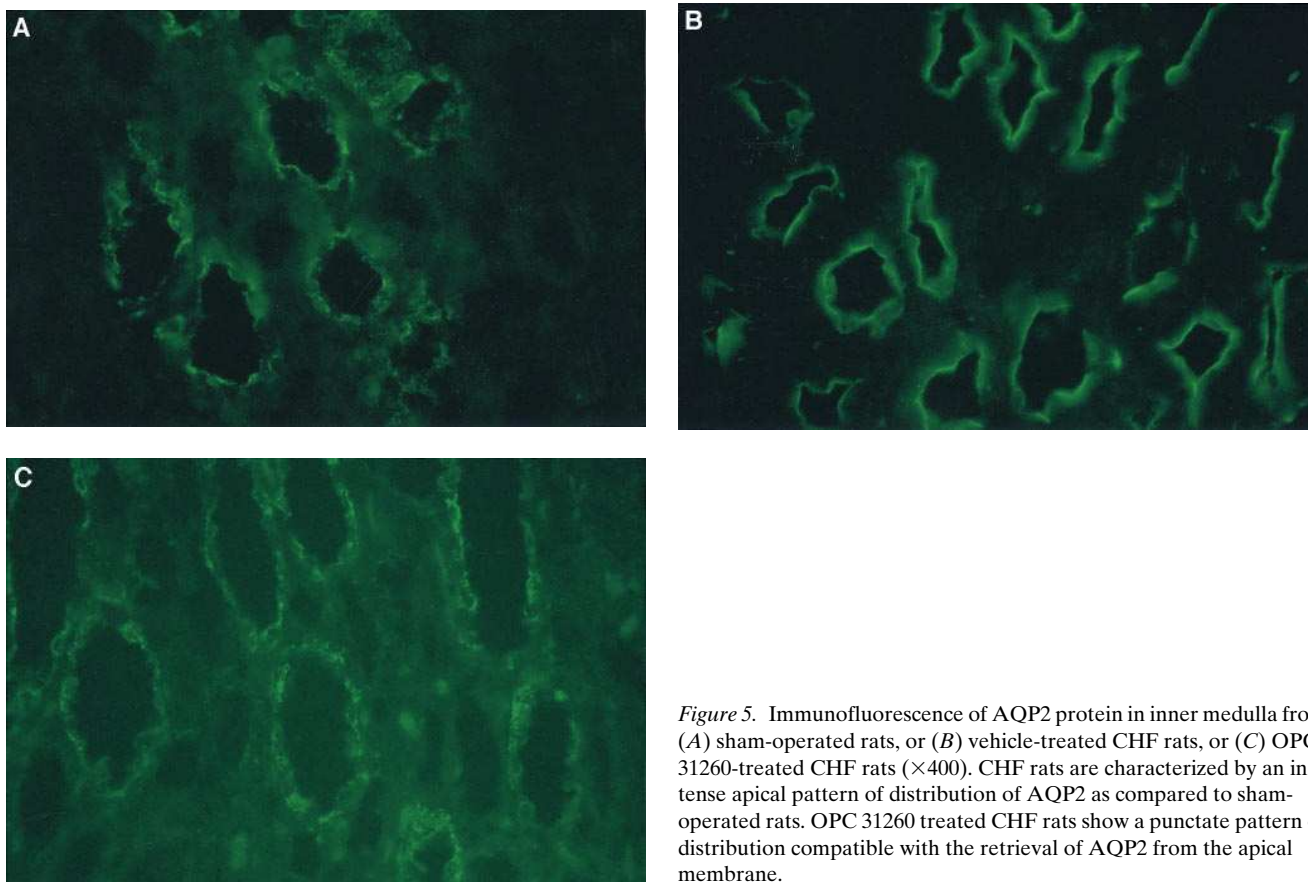 A
B
C
Figure 5. Immunofluorescence of AQP2 protein in inner medulla fro
(A) sham-operated rats, or (B) vehicle-treated CHF rats, or (C) OPC
31260-treated CHF rats (×400). CHF rats are characterized by an in-
tense apical pattern of distribution of AQP2 as compared to sham-
operated rats. OPC 31260 treated CHF rats show a punctate pattern
distribution compatible with the retrieval of AQP2 from the apical
membrane.